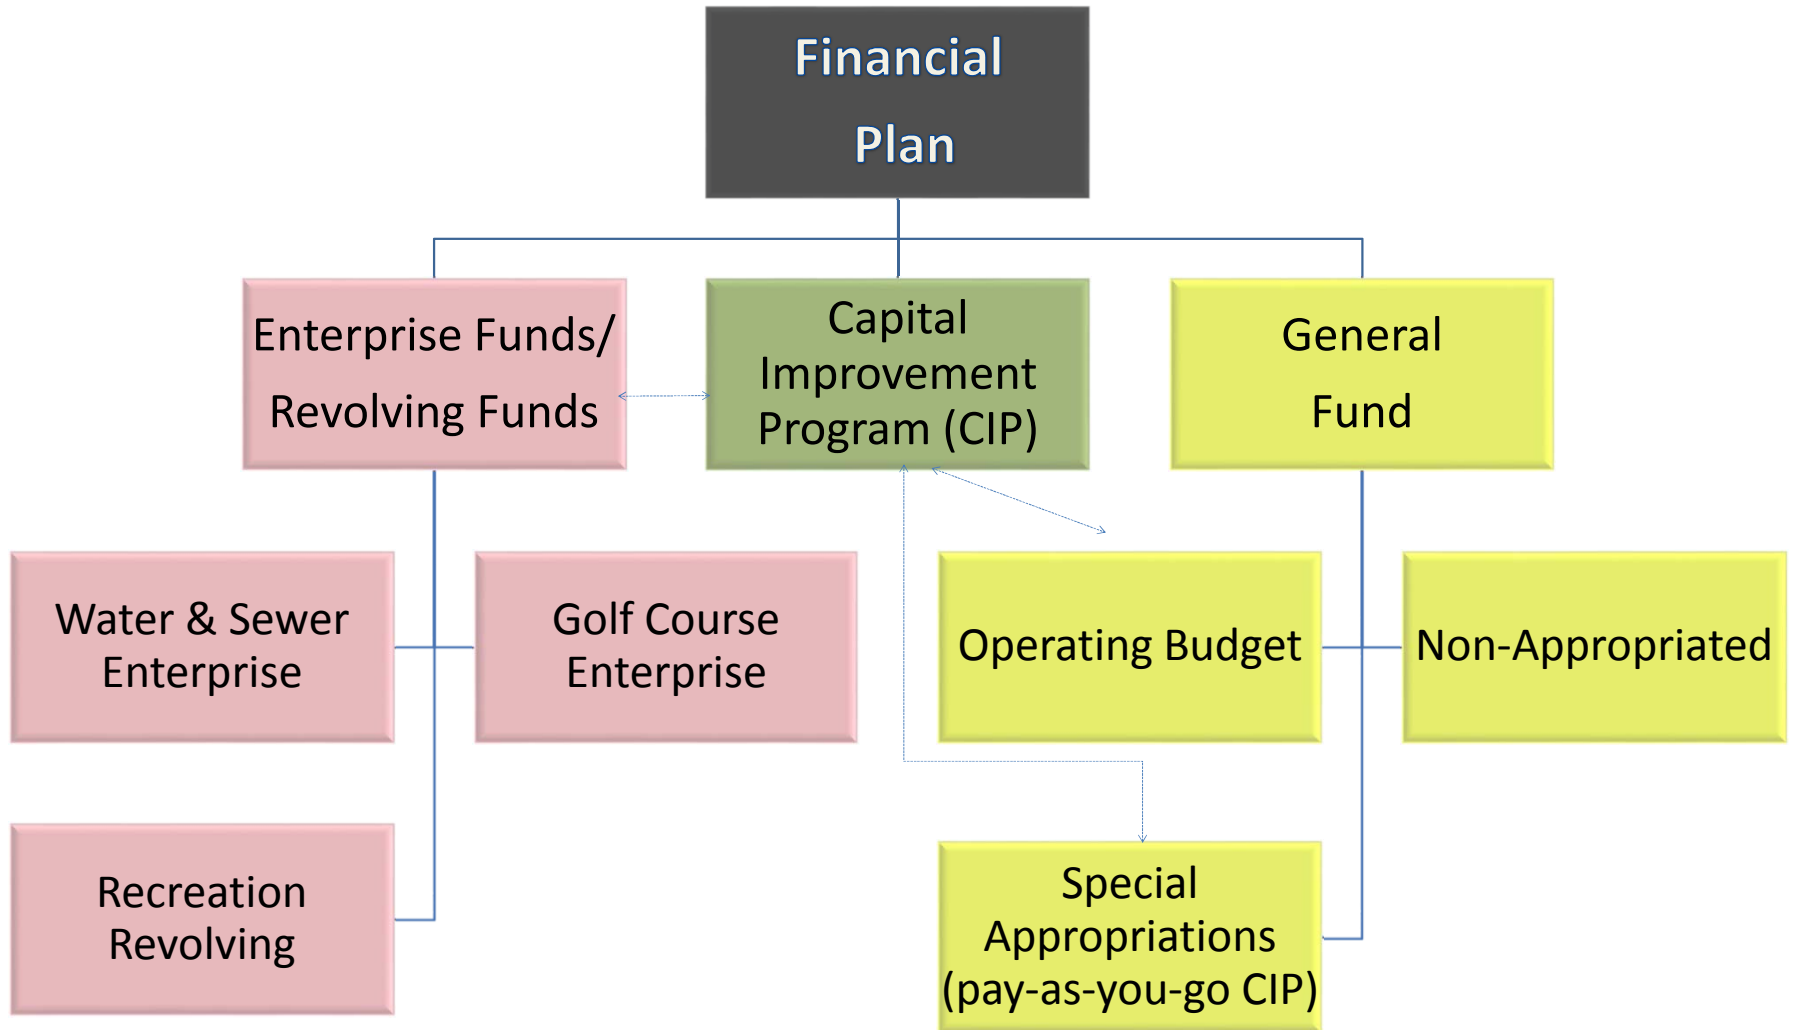 Financial
Plan
Enterprise Funds/
Revolving Funds
Capital
Improvement
Program (CIP)
General
Fund
Water & Sewer
Enterprise
Golf Course
Enterprise
Operating Budget
Non-Appropriated
Recreation
Revolving
Special
Appropriations
(pay-as-you-go CIP)